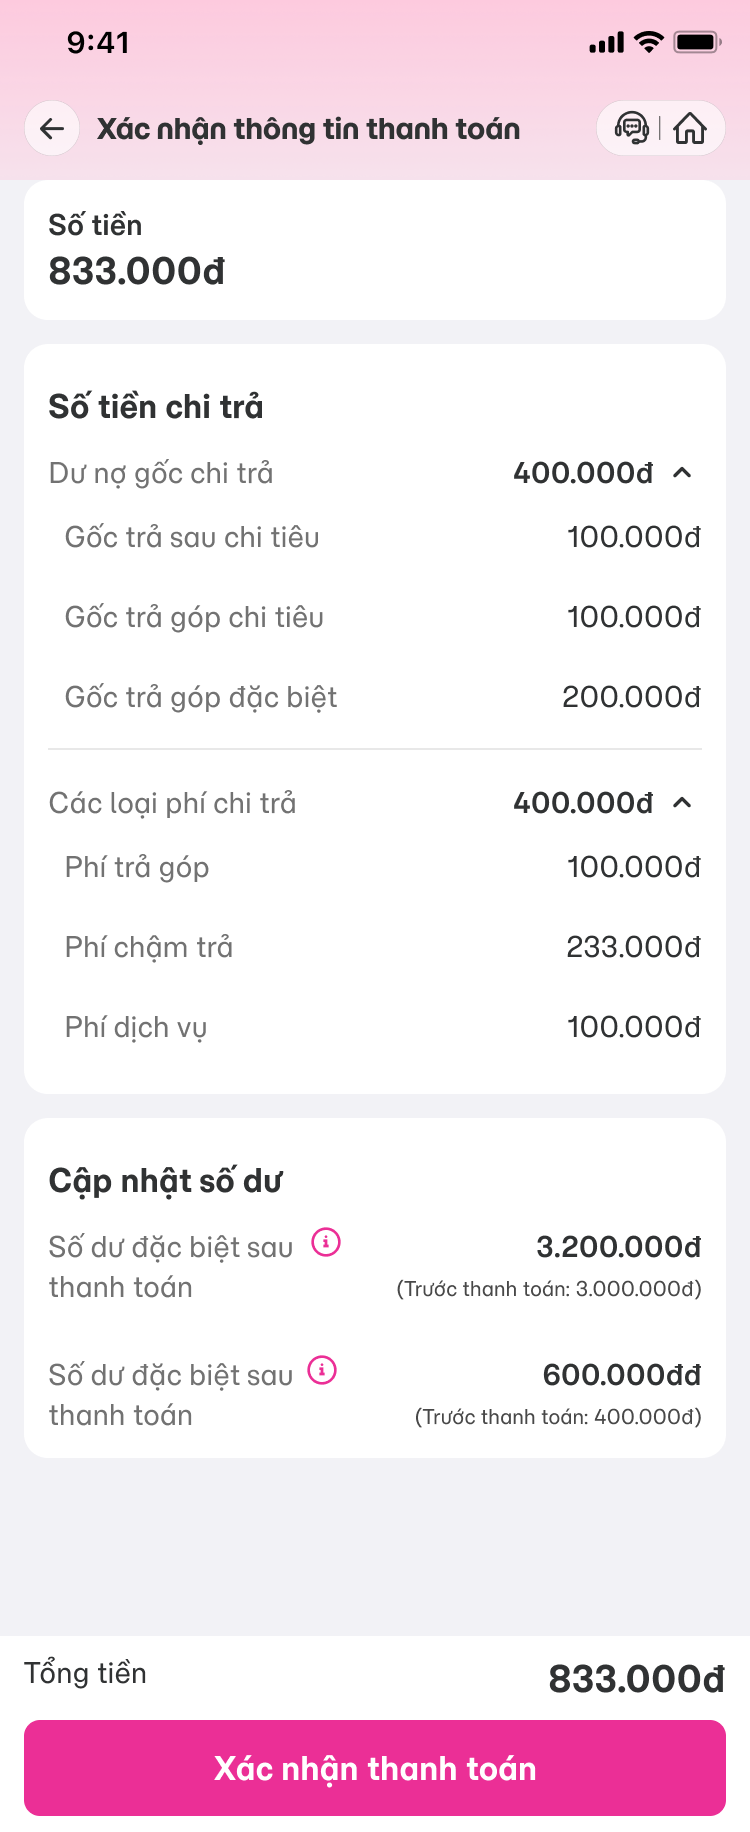 9:41
Xác nhận thông tin thanh toán
Số tiền
833.000đ
Số tiền chi trả
Dư nợ gốc chi trả 400.000đ
Gốc trả sau chi tiêu 100.000đ
Gốc trả góp chi tiêu 100.000đ
Gốc trả góp đặc biệt 200.000đ
Các loại phí chi trả 400.000đ
Phí trả góp 100.000đ
Phí chậm trả 233.000đ
Phí dịch vụ 100.000đ
Cập nhật số dư
Số dư đặc biệt sau 3.200.000đ
thanh toán (Trước thanh toán: 3.000.000đ)
Số dư đặc biệt sau 600.000đđ
thanh toán (Trước thanh toán: 400.000đ)
Tổng tiền 833.000đ
Xác nhận thanh toán